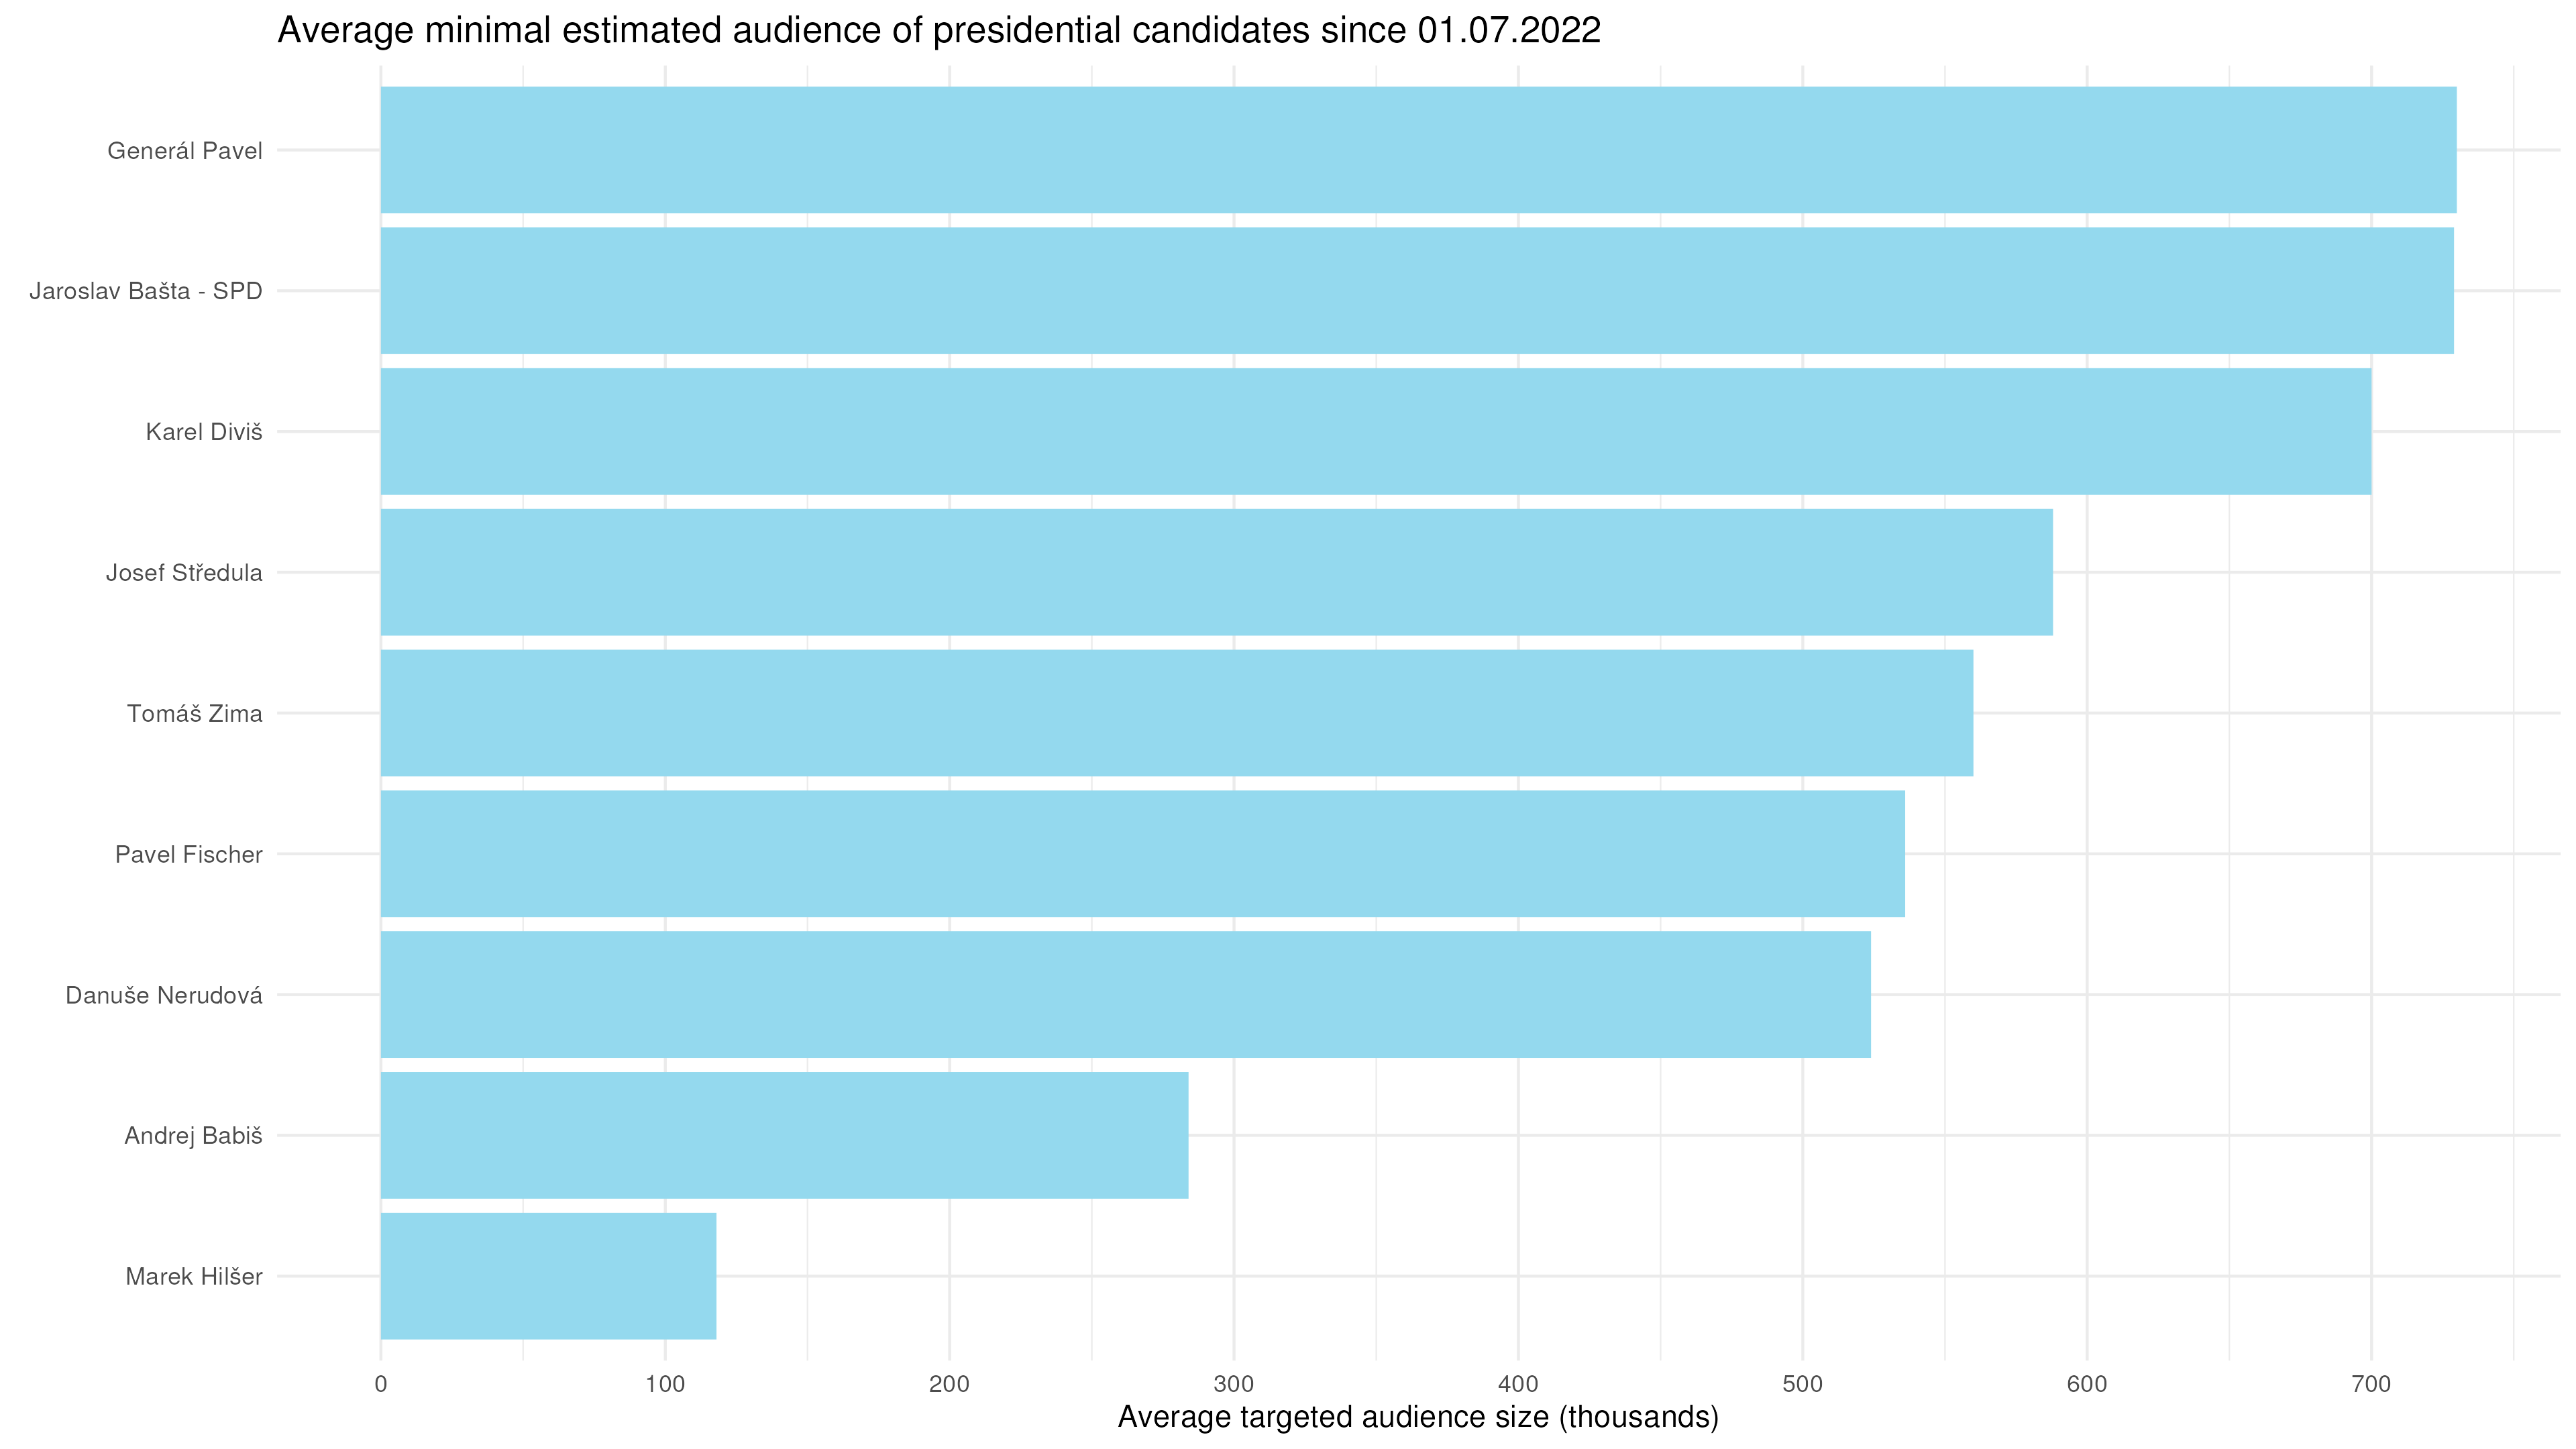 Average minimal estimated audience of presidential candidates since 01.07.2022
Generál Pavel
Jaroslav Bašta - SPD
Karel Diviš
Josef Středula
Tomáš Zima
Pavel Fischer
Danuše Nerudová
Andrej Babiš
Marek Hilšer
0 100 200 300 400 500 600 700
Average targeted audience size (thousands)